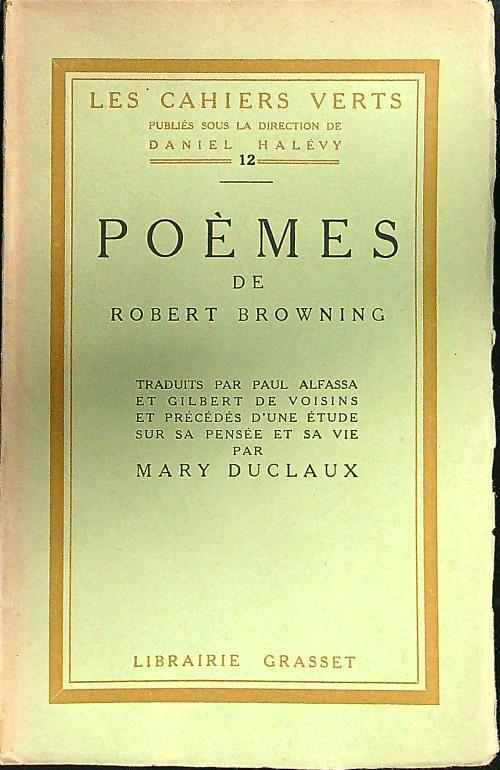 LES CAHIERS VERTS
PUBLIÉS SOUS LA DIRECTION DE
DANIEL HALÉVY
12
POÈMES
DE
ROBERT BROWNING
TRADUITS PAR PAUL ALFASSA
ET GILBERT DE VOISINS
ET PRÉCÉDÉS D'UNE ÉTUDE
SUR SA PENSÉE ET SA VIE
PAR
MARY DUCLAUX
LIBRAIRIE GRASSET